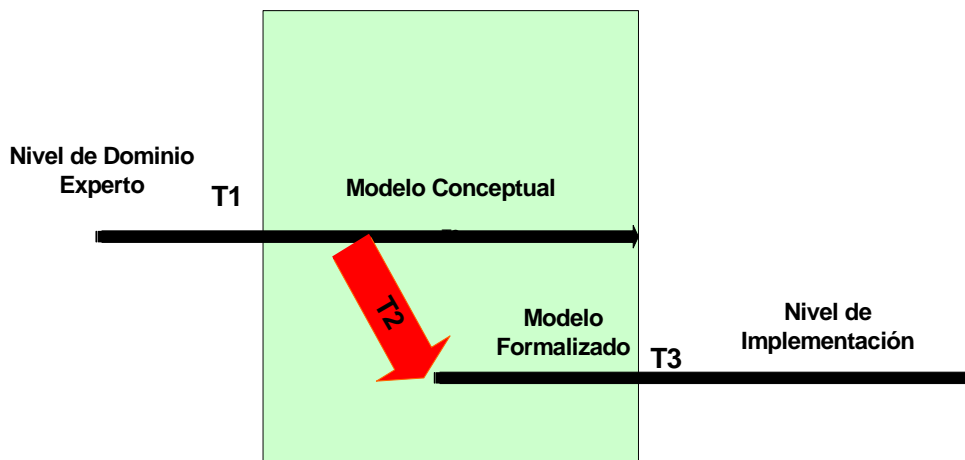 Nivel de Dominio
Experto
T1
Modelo Conceptual
T2
Modelo
Formalizado
T3
Nivel de
Implementación